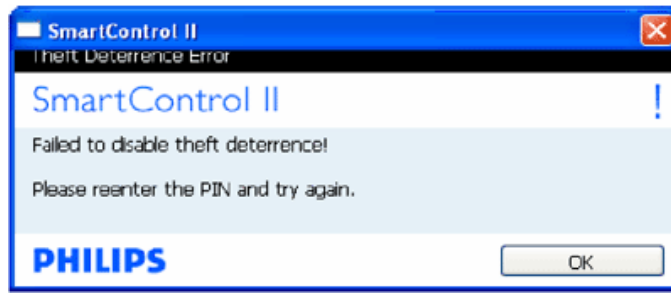 SmartControl II
Theft Deterrence Error
SmartControl II !
Failed to disable theft deterrence!
Please reenter the PIN and try again.
PHILIPS
OK